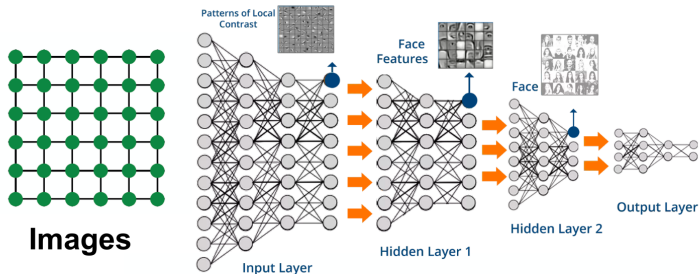 Patterns of Local
Contrast
Face
Features
Face
Images
Input Layer
Hidden Layer 1
Hidden Layer 2
Output Layer